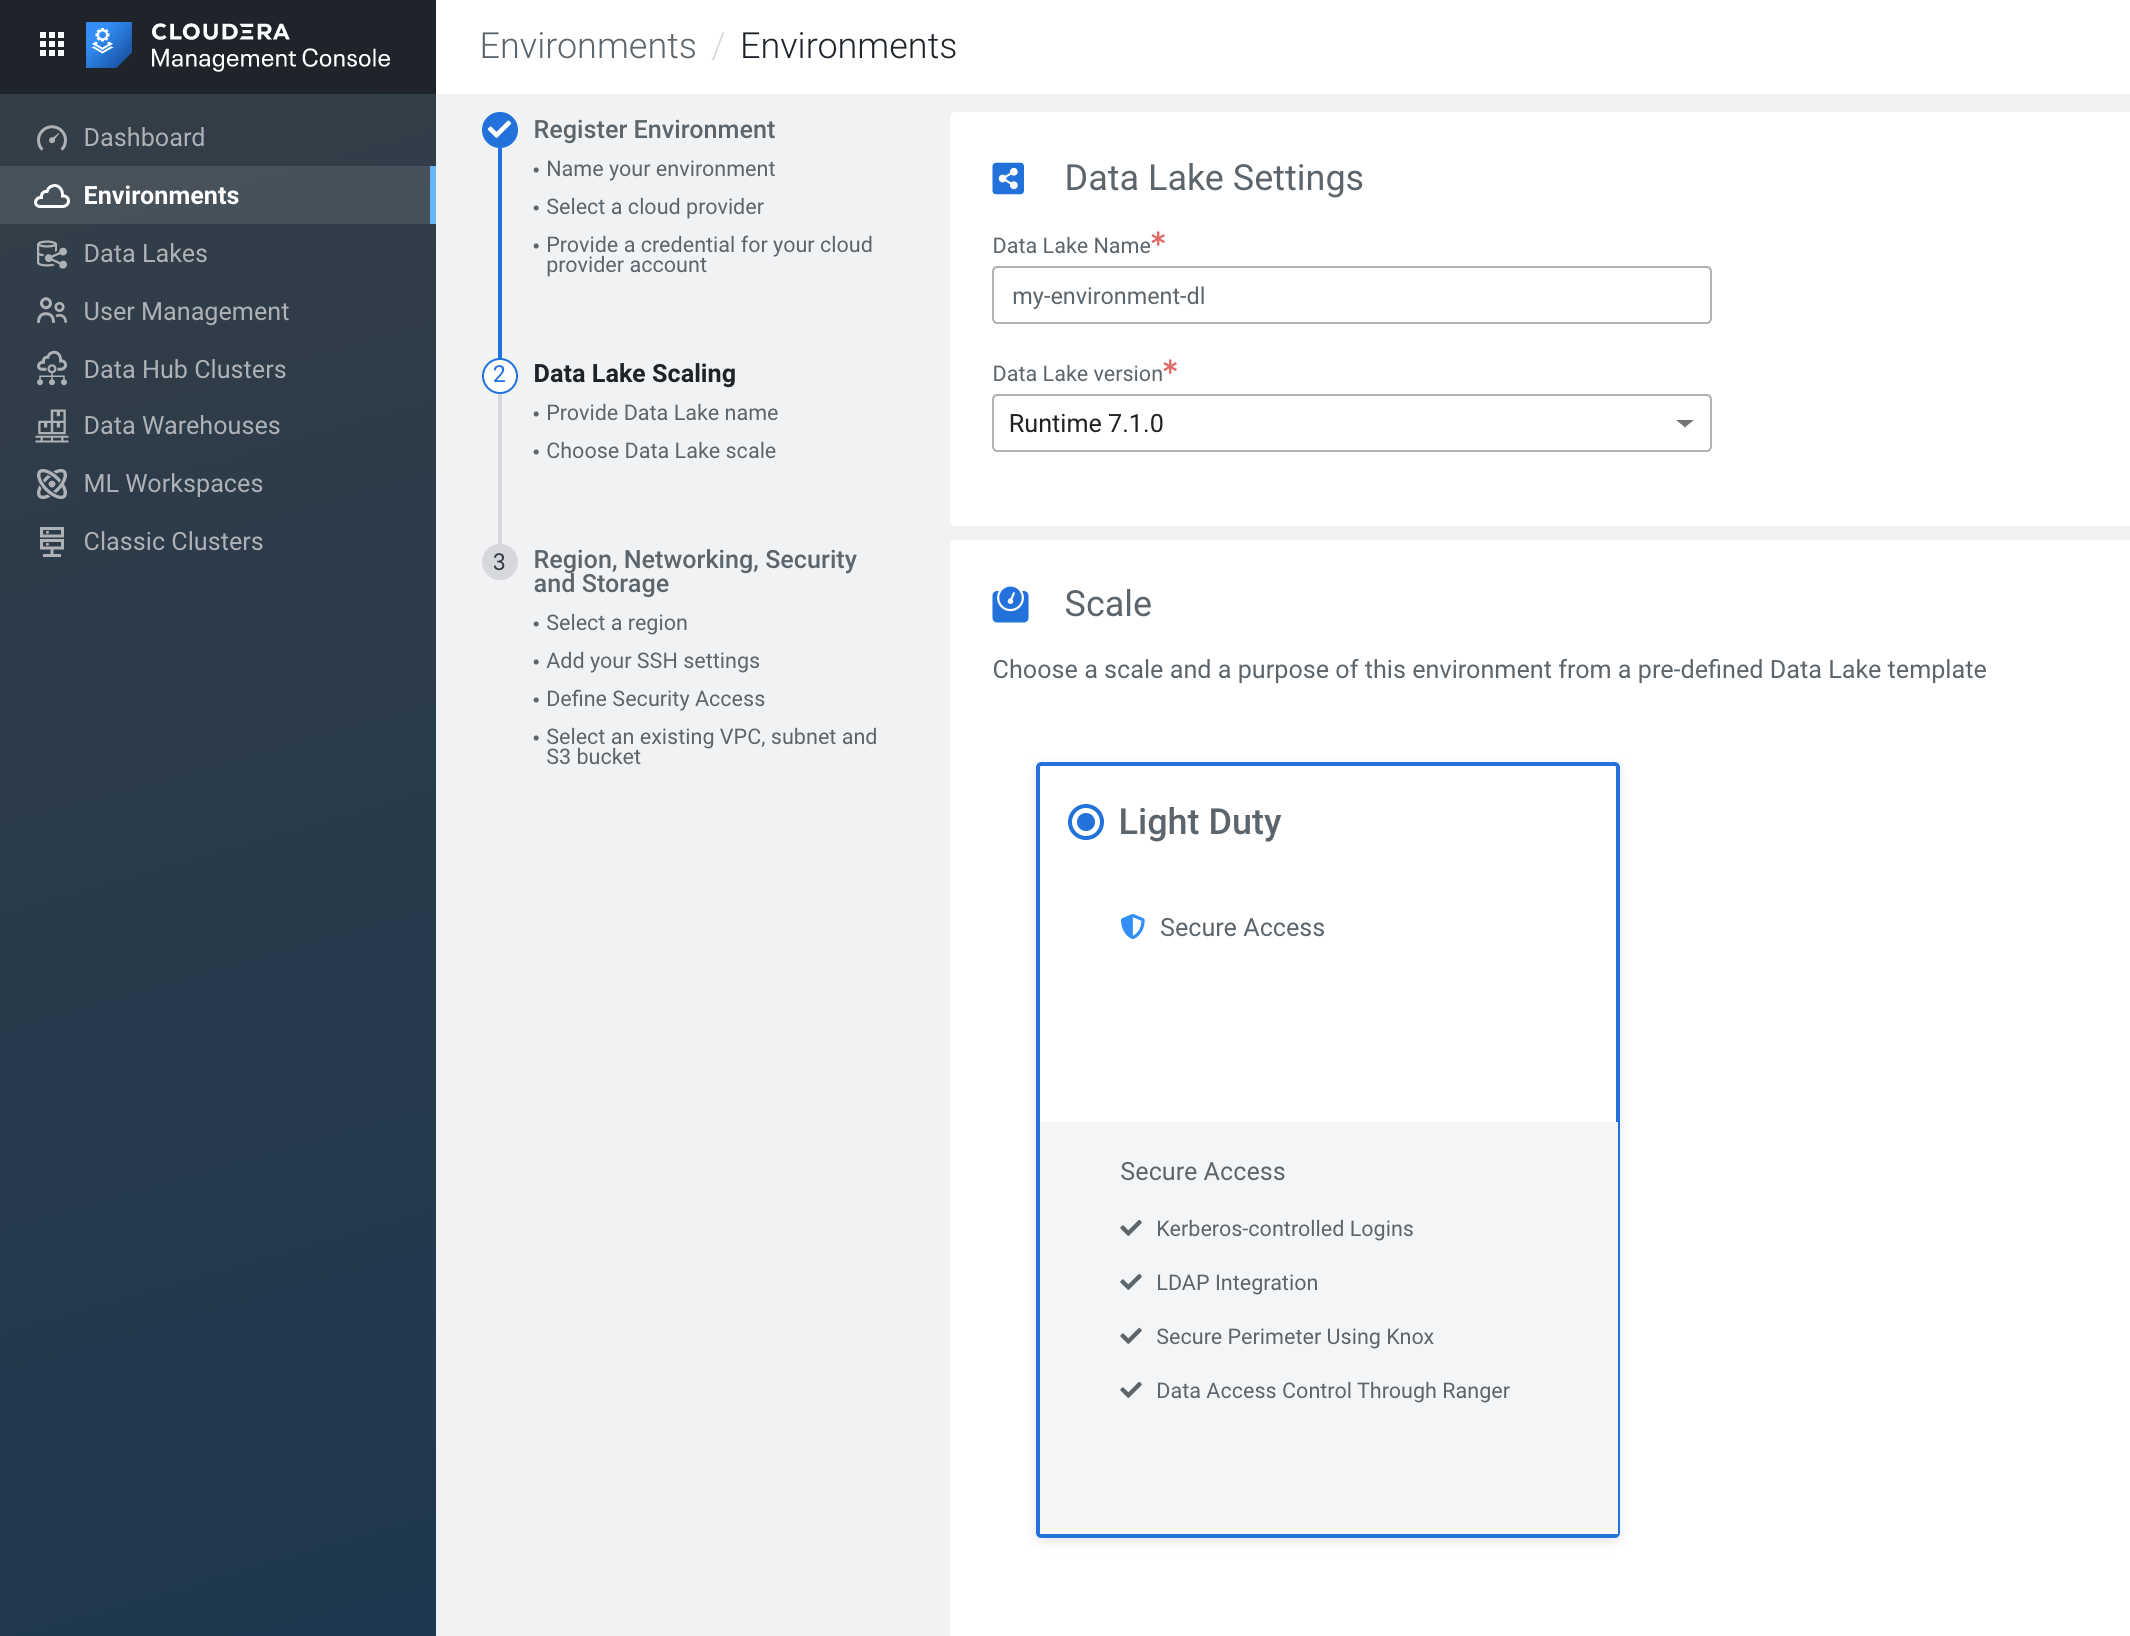 CLOUDERA
Management Console
Environments / Environments
Dashboard
Environments
Data Lakes
User Management
Data Hub Clusters
Data Warehouses
ML Workspaces
Classic Clusters
Register Environment
• Name your environment
• Select a cloud provider
• Provide a credential for your cloud
provider account
2 Data Lake Scaling
• Provide Data Lake name
• Choose Data Lake scale
3 Region, Networking, Security
and Storage
• Select a region
• Add your SSH settings
• Define Security Access
• Select an existing VPC, subnet and
S3 bucket
Data Lake Settings
Data Lake Name*
my-environment-dl
Data Lake version*
Runtime 7.1.0
Scale
Choose a scale and a purpose of this environment from a pre-defined Data Lake template
Light Duty
Secure Access
Secure Access
Kerberos-controlled Logins
LDAP Integration
Secure Perimeter Using Knox
Data Access Control Through Ranger